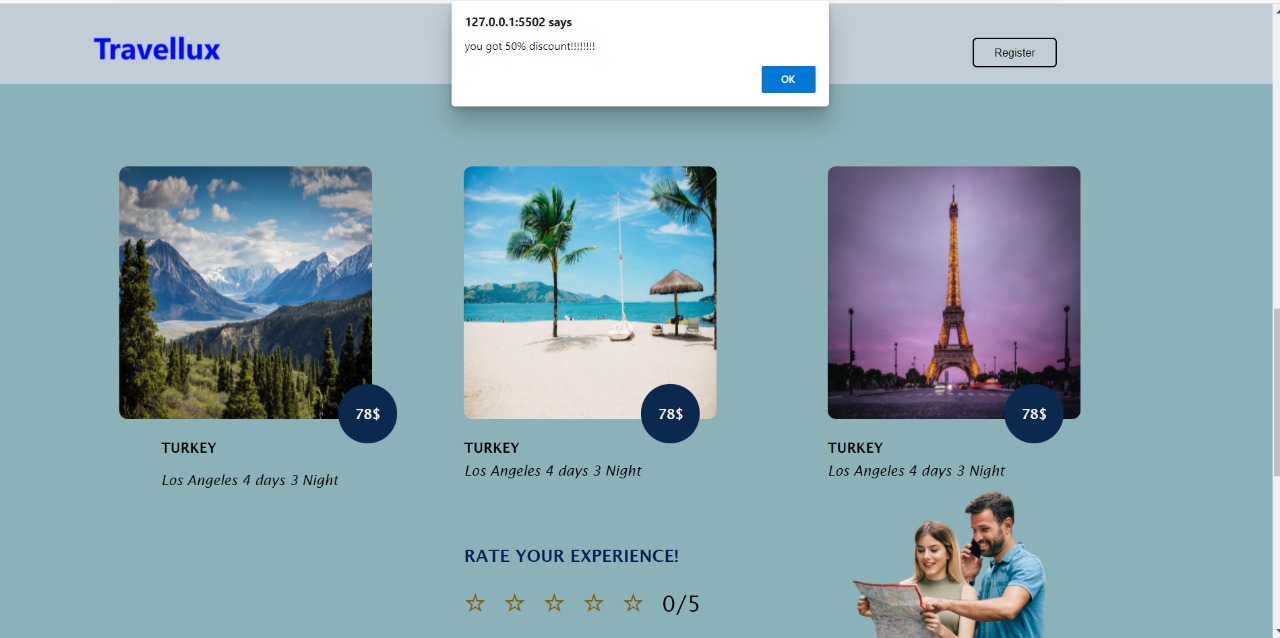 127.0.0.1:5502 says
you got 50% discount!!!!!!!!
OK
Travellux
Register
78$
78$
78$
TURKEY
Los Angeles 4 days 3 Night
TURKEY
Los Angeles 4 days 3 Night
TURKEY
Los Angeles 4 days 3 Night
RATE YOUR EXPERIENCE!
☆ ☆ ☆ ☆ ☆ 0/5